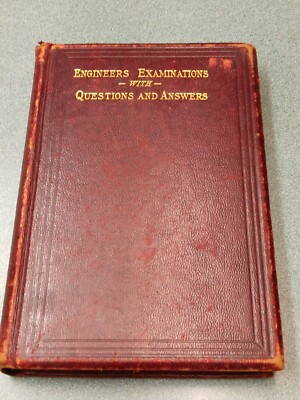 ENGINEERS EXAMINATIONS
- WITH -
QUESTIONS AND ANSWERS